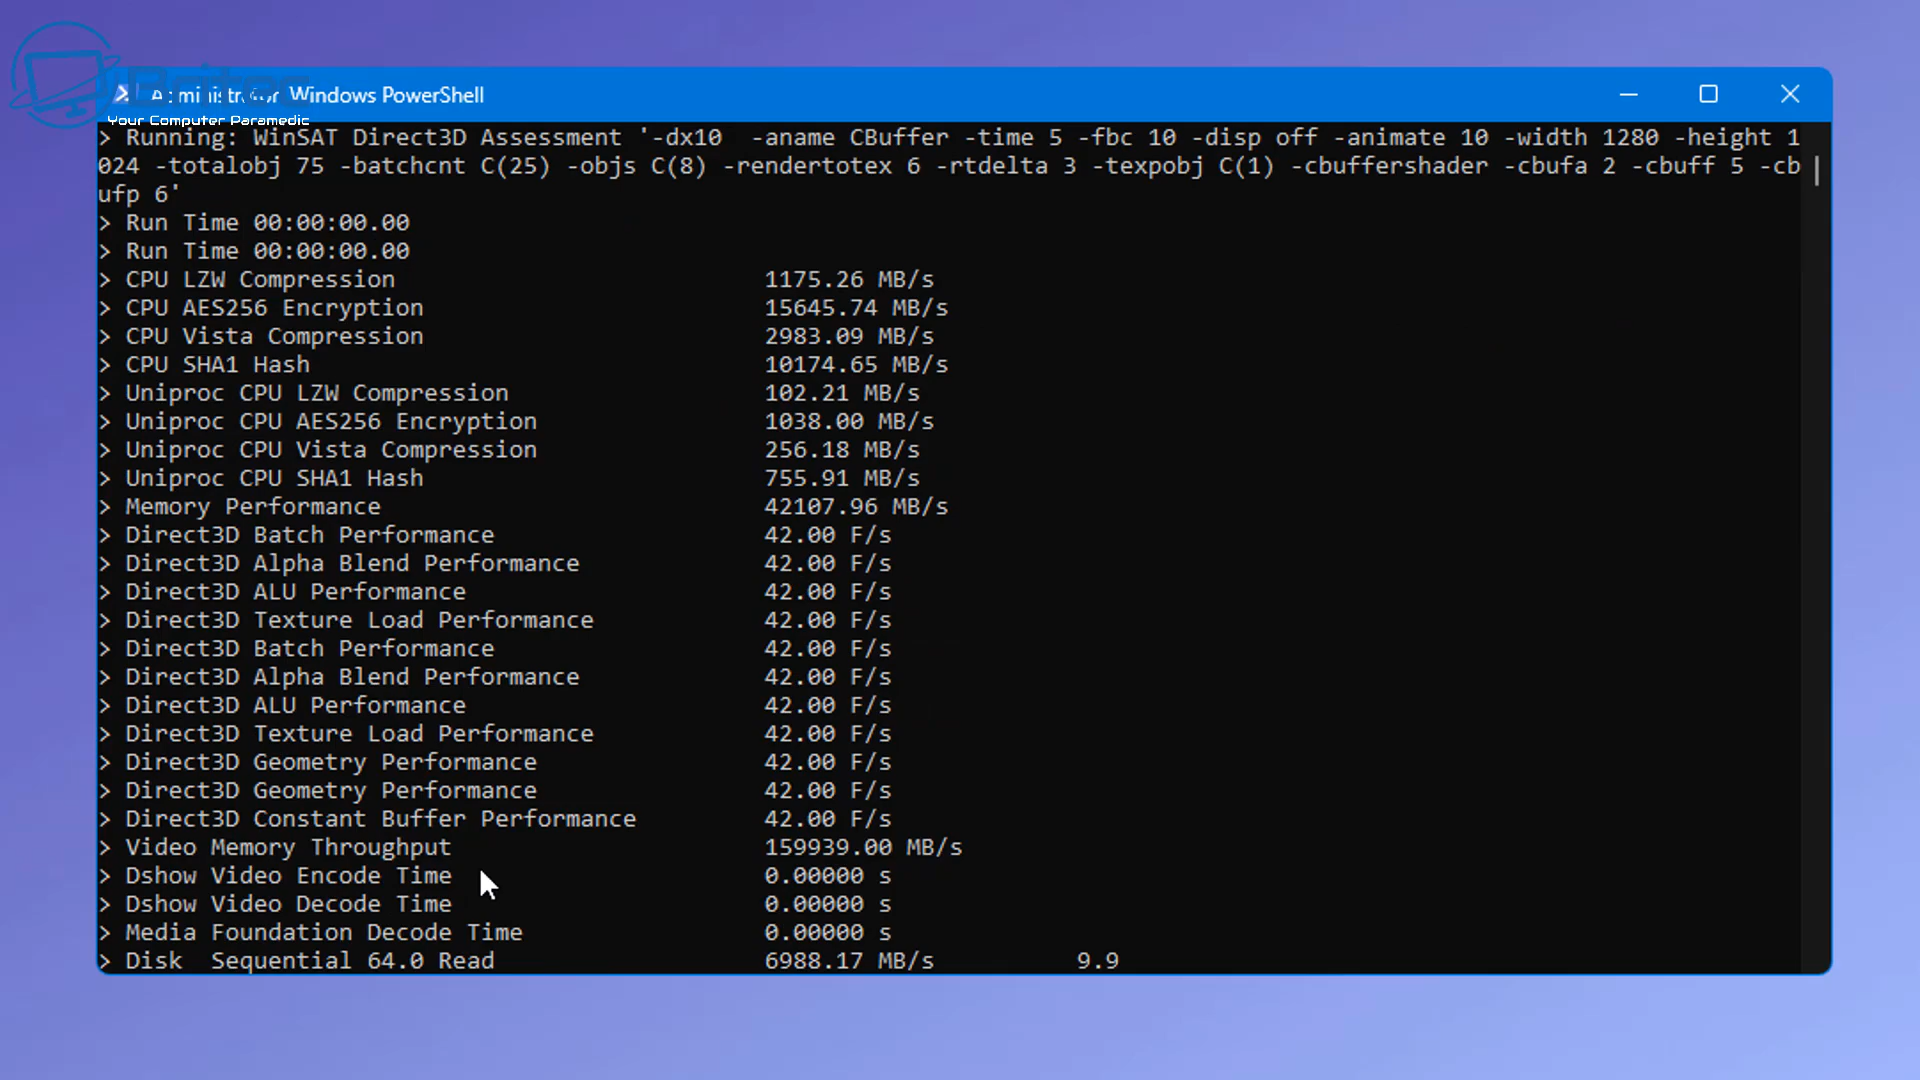 Britec
Your Computer Paramedic
Administrator: Windows PowerShell
> Running: WinSAT Direct3D Assessment '-dx10  -aname CBuffer -time 5 -fbc 10 -disp off -animate 10 -width 1280 -height 1
024 -totalobj 75 -batchcnt C(25) -objs C(8) -rendertotex 6 -rtdelta 3 -texpobj C(1) -cbuffershader -cbufa 2 -cbuff 5 -cb
ufp 6'
> Run Time 00:00:00.00
> Run Time 00:00:00.00
> CPU LZW Compression 1175.26 MB/s
> CPU AES256 Encryption 15645.74 MB/s
> CPU Vista Compression 2983.09 MB/s
> CPU SHA1 Hash 10174.65 MB/s
> Uniproc CPU LZW Compression 102.21 MB/s
> Uniproc CPU AES256 Encryption 1038.00 MB/s
> Uniproc CPU Vista Compression 256.18 MB/s
> Uniproc CPU SHA1 Hash 755.91 MB/s
> Memory Performance 42107.96 MB/s
> Direct3D Batch Performance 42.00 F/s
> Direct3D Alpha Blend Performance 42.00 F/s
> Direct3D ALU Performance 42.00 F/s
> Direct3D Texture Load Performance 42.00 F/s
> Direct3D Batch Performance 42.00 F/s
> Direct3D Alpha Blend Performance 42.00 F/s
> Direct3D ALU Performance 42.00 F/s
> Direct3D Texture Load Performance 42.00 F/s
> Direct3D Geometry Performance 42.00 F/s
> Direct3D Geometry Performance 42.00 F/s
> Direct3D Constant Buffer Performance 42.00 F/s
> Video Memory Throughput 159939.00 MB/s
> Dshow Video Encode Time 0.00000 s
> Dshow Video Decode Time 0.00000 s
> Media Foundation Decode Time 0.00000 s
> Disk  Sequential 64.0 Read 6988.17 MB/s 9.9